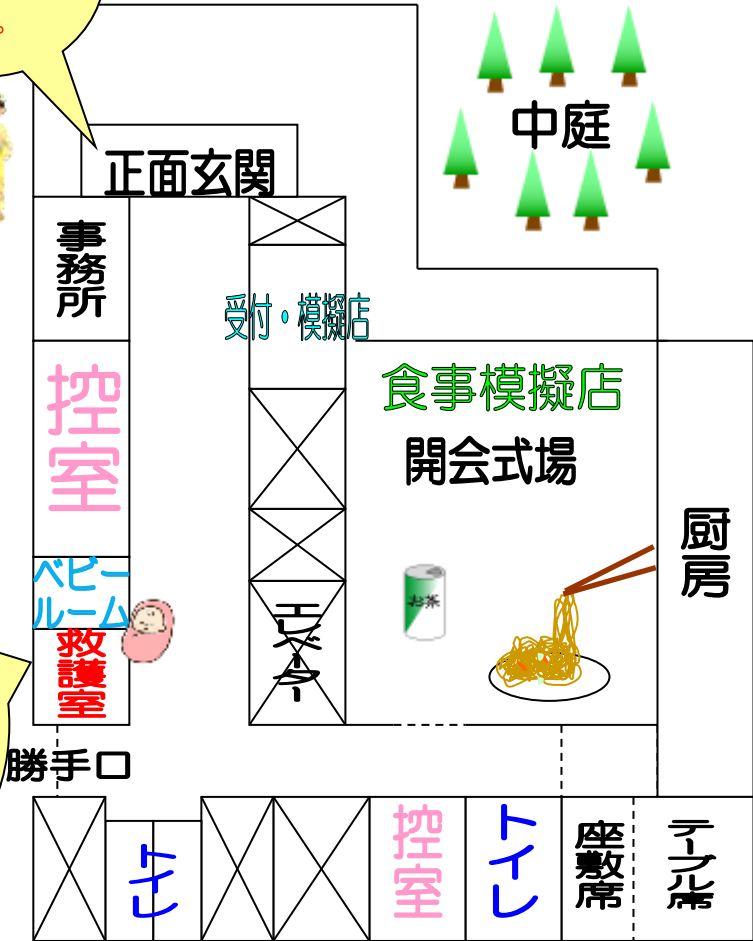 。
中庭
正面玄関
事務所
受付・模擬店
控室
食事模擬店
開会式場
厨房
ベビー
ルーム
お茶
エレベーター
救護室
勝手口
トイレ
控室
トイレ
座敷席
テーブル席